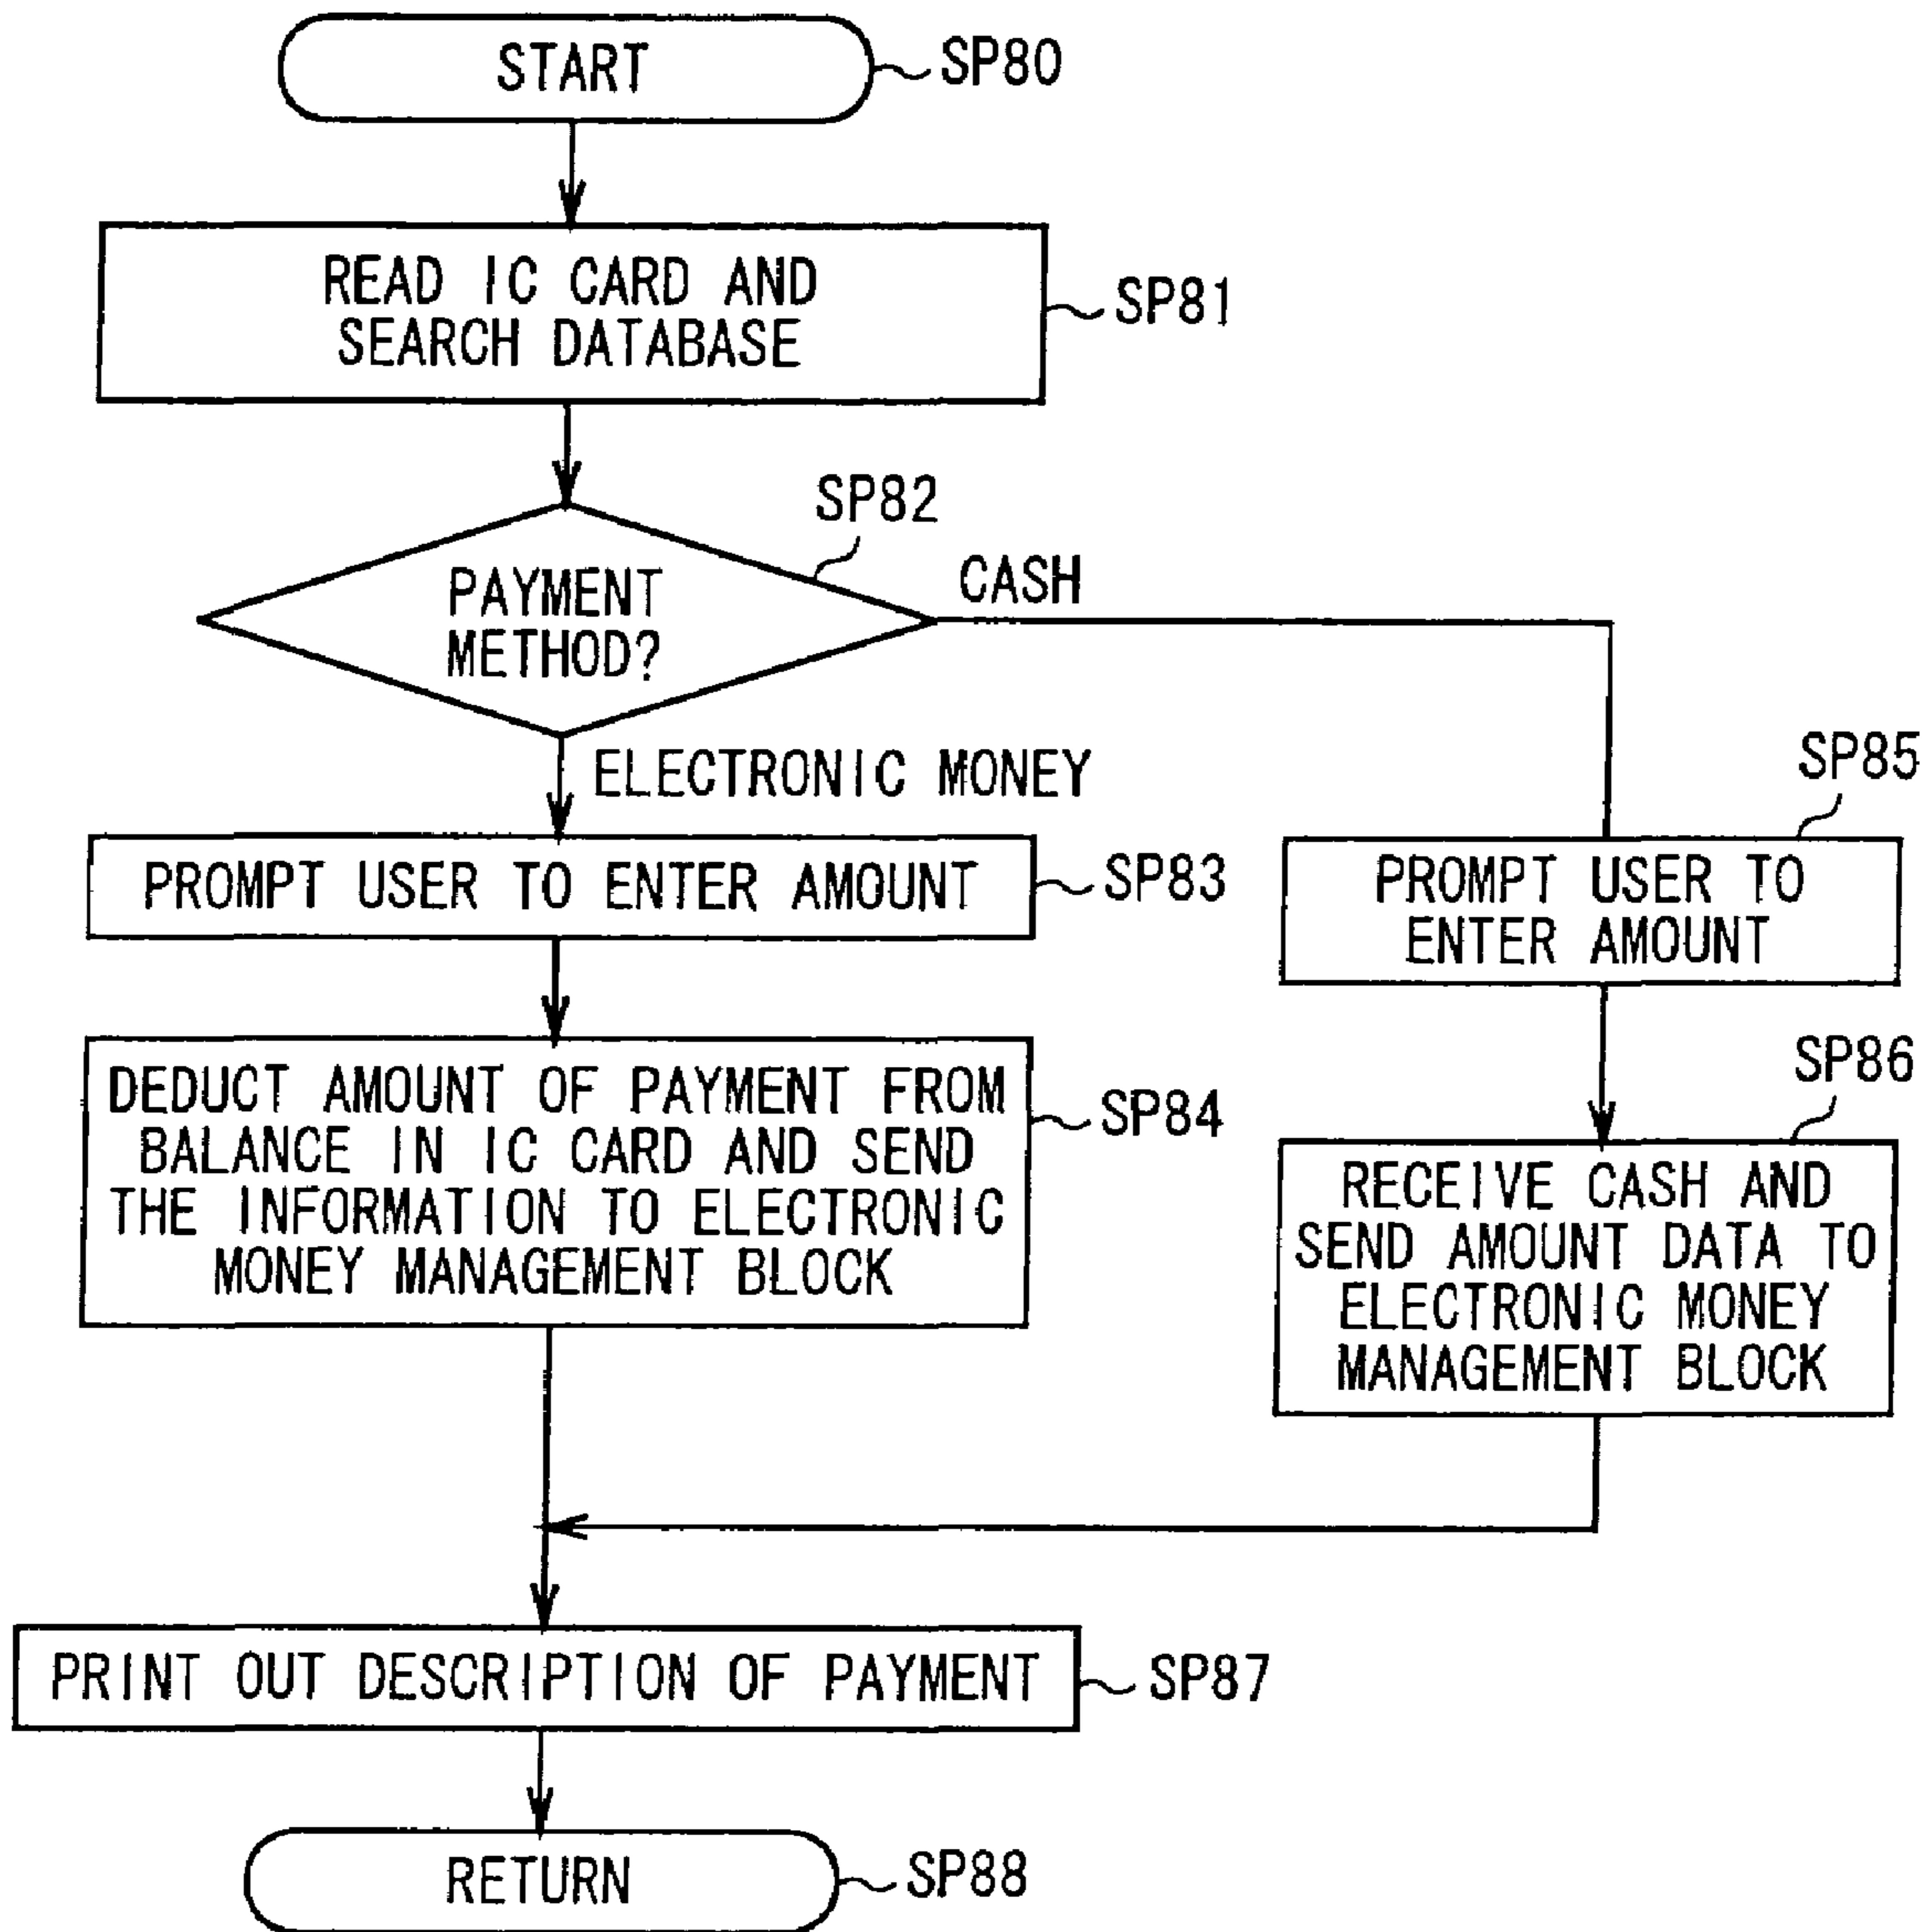 START
SP80
READ IC CARD AND
SEARCH DATABASE
SP81
SP82
PAYMENT
METHOD?
CASH
ELECTRONIC MONEY
PROMPT USER TO ENTER AMOUNT
SP83
SP85
PROMPT USER TO
ENTER AMOUNT
DEDUCT AMOUNT OF PAYMENT FROM
BALANCE IN IC CARD AND SEND
THE INFORMATION TO ELECTRONIC
MONEY MANAGEMENT BLOCK
SP84
SP86
RECEIVE CASH AND
SEND AMOUNT DATA TO
ELECTRONIC MONEY
MANAGEMENT BLOCK
PRINT OUT DESCRIPTION OF PAYMENT
SP87
RETURN
SP88